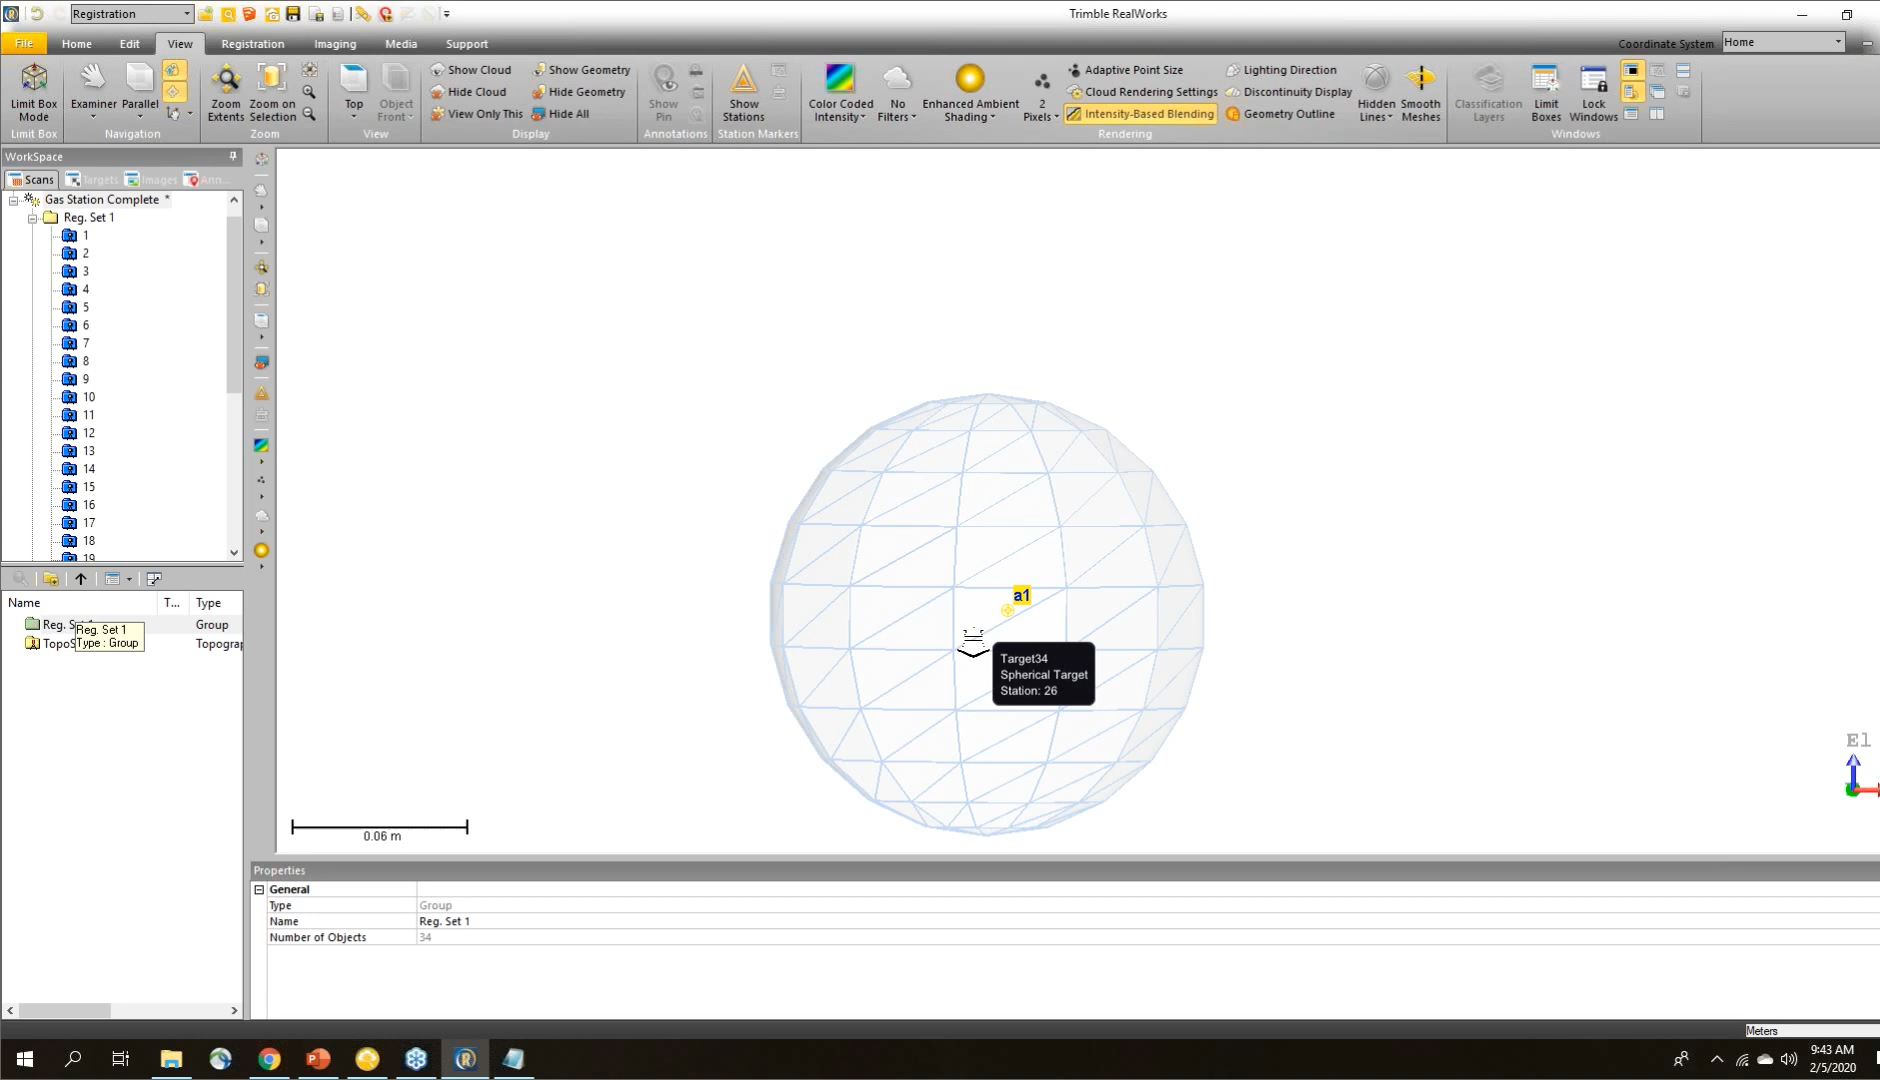 Registration
Trimble RealWorks
File
Home
Edit
View
Registration
Imaging
Media
Support
Coordinate System
Home
Limit Box Mode
Limit Box
Examiner
Parallel
Navigation
Zoom Extents
Zoom on Selection
Zoom
Top
Object Front
View
Show Cloud
Hide Cloud
View Only This
Show Geometry
Hide Geometry
Hide All
Display
Show Pin
Annotations
Show Stations
Station Markers
Color Coded Intensity
No Filters
Enhanced Ambient Shading
2 Pixels
Adaptive Point Size
Cloud Rendering Settings
Intensity-Based Blending
Lighting Direction
Discontinuity Display
Geometry Outline
Hidden Lines
Smooth Meshes
Rendering
Classification Layers
Limit Boxes
Lock Windows
Windows
WorkSpace
Scans
Targets
Images
Ann...
Gas Station Complete *
Reg. Set 1
1
2
3
4
5
6
7
8
9
10
11
12
13
14
15
16
17
18
19
Name
T...
Type
Reg. S
Group
TopoS
Topogra
Reg. Set 1
Type : Group
a1
Target34
Spherical Target
Station: 26
0.06 m
El
Properties
General
Type
Group
Name
Reg. Set 1
Number of Objects
34
Meters
9:43 AM
2/5/2020